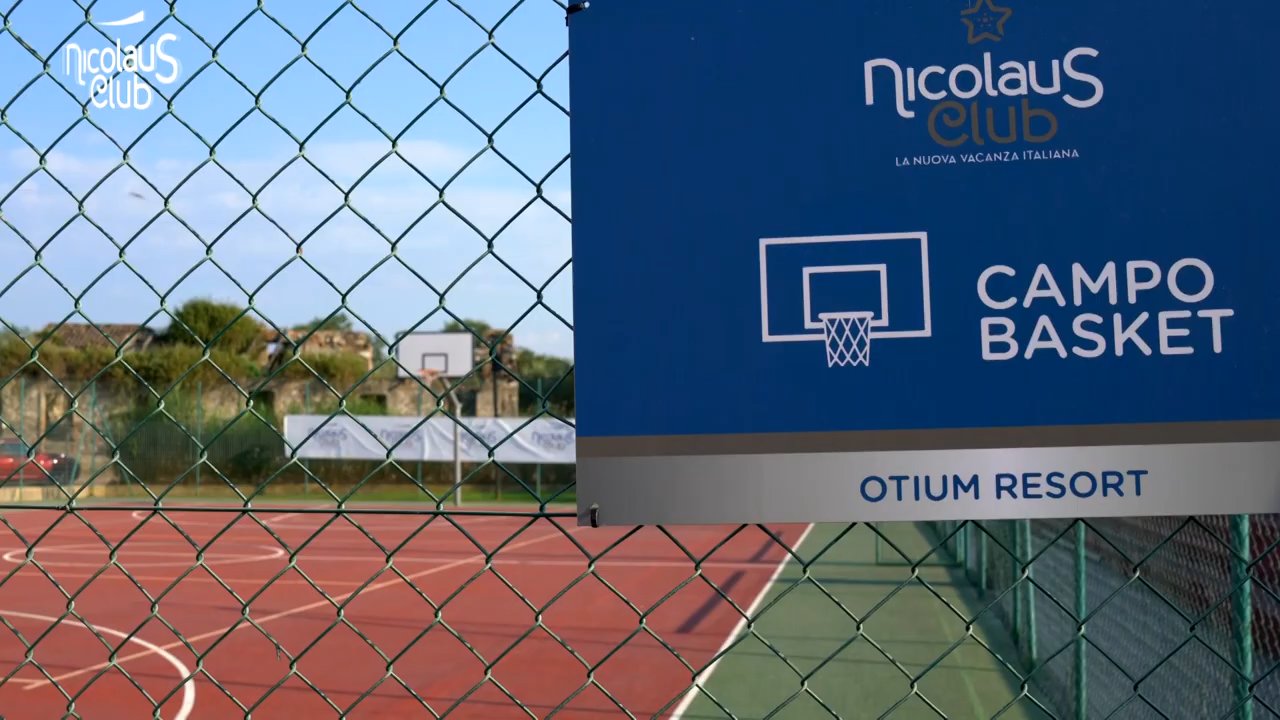 Nicolaus
Club
Nicolaus
Club
LA NUOVA VACANZA ITALIANA
CAMPO
BASKET
OTIUM RESORT